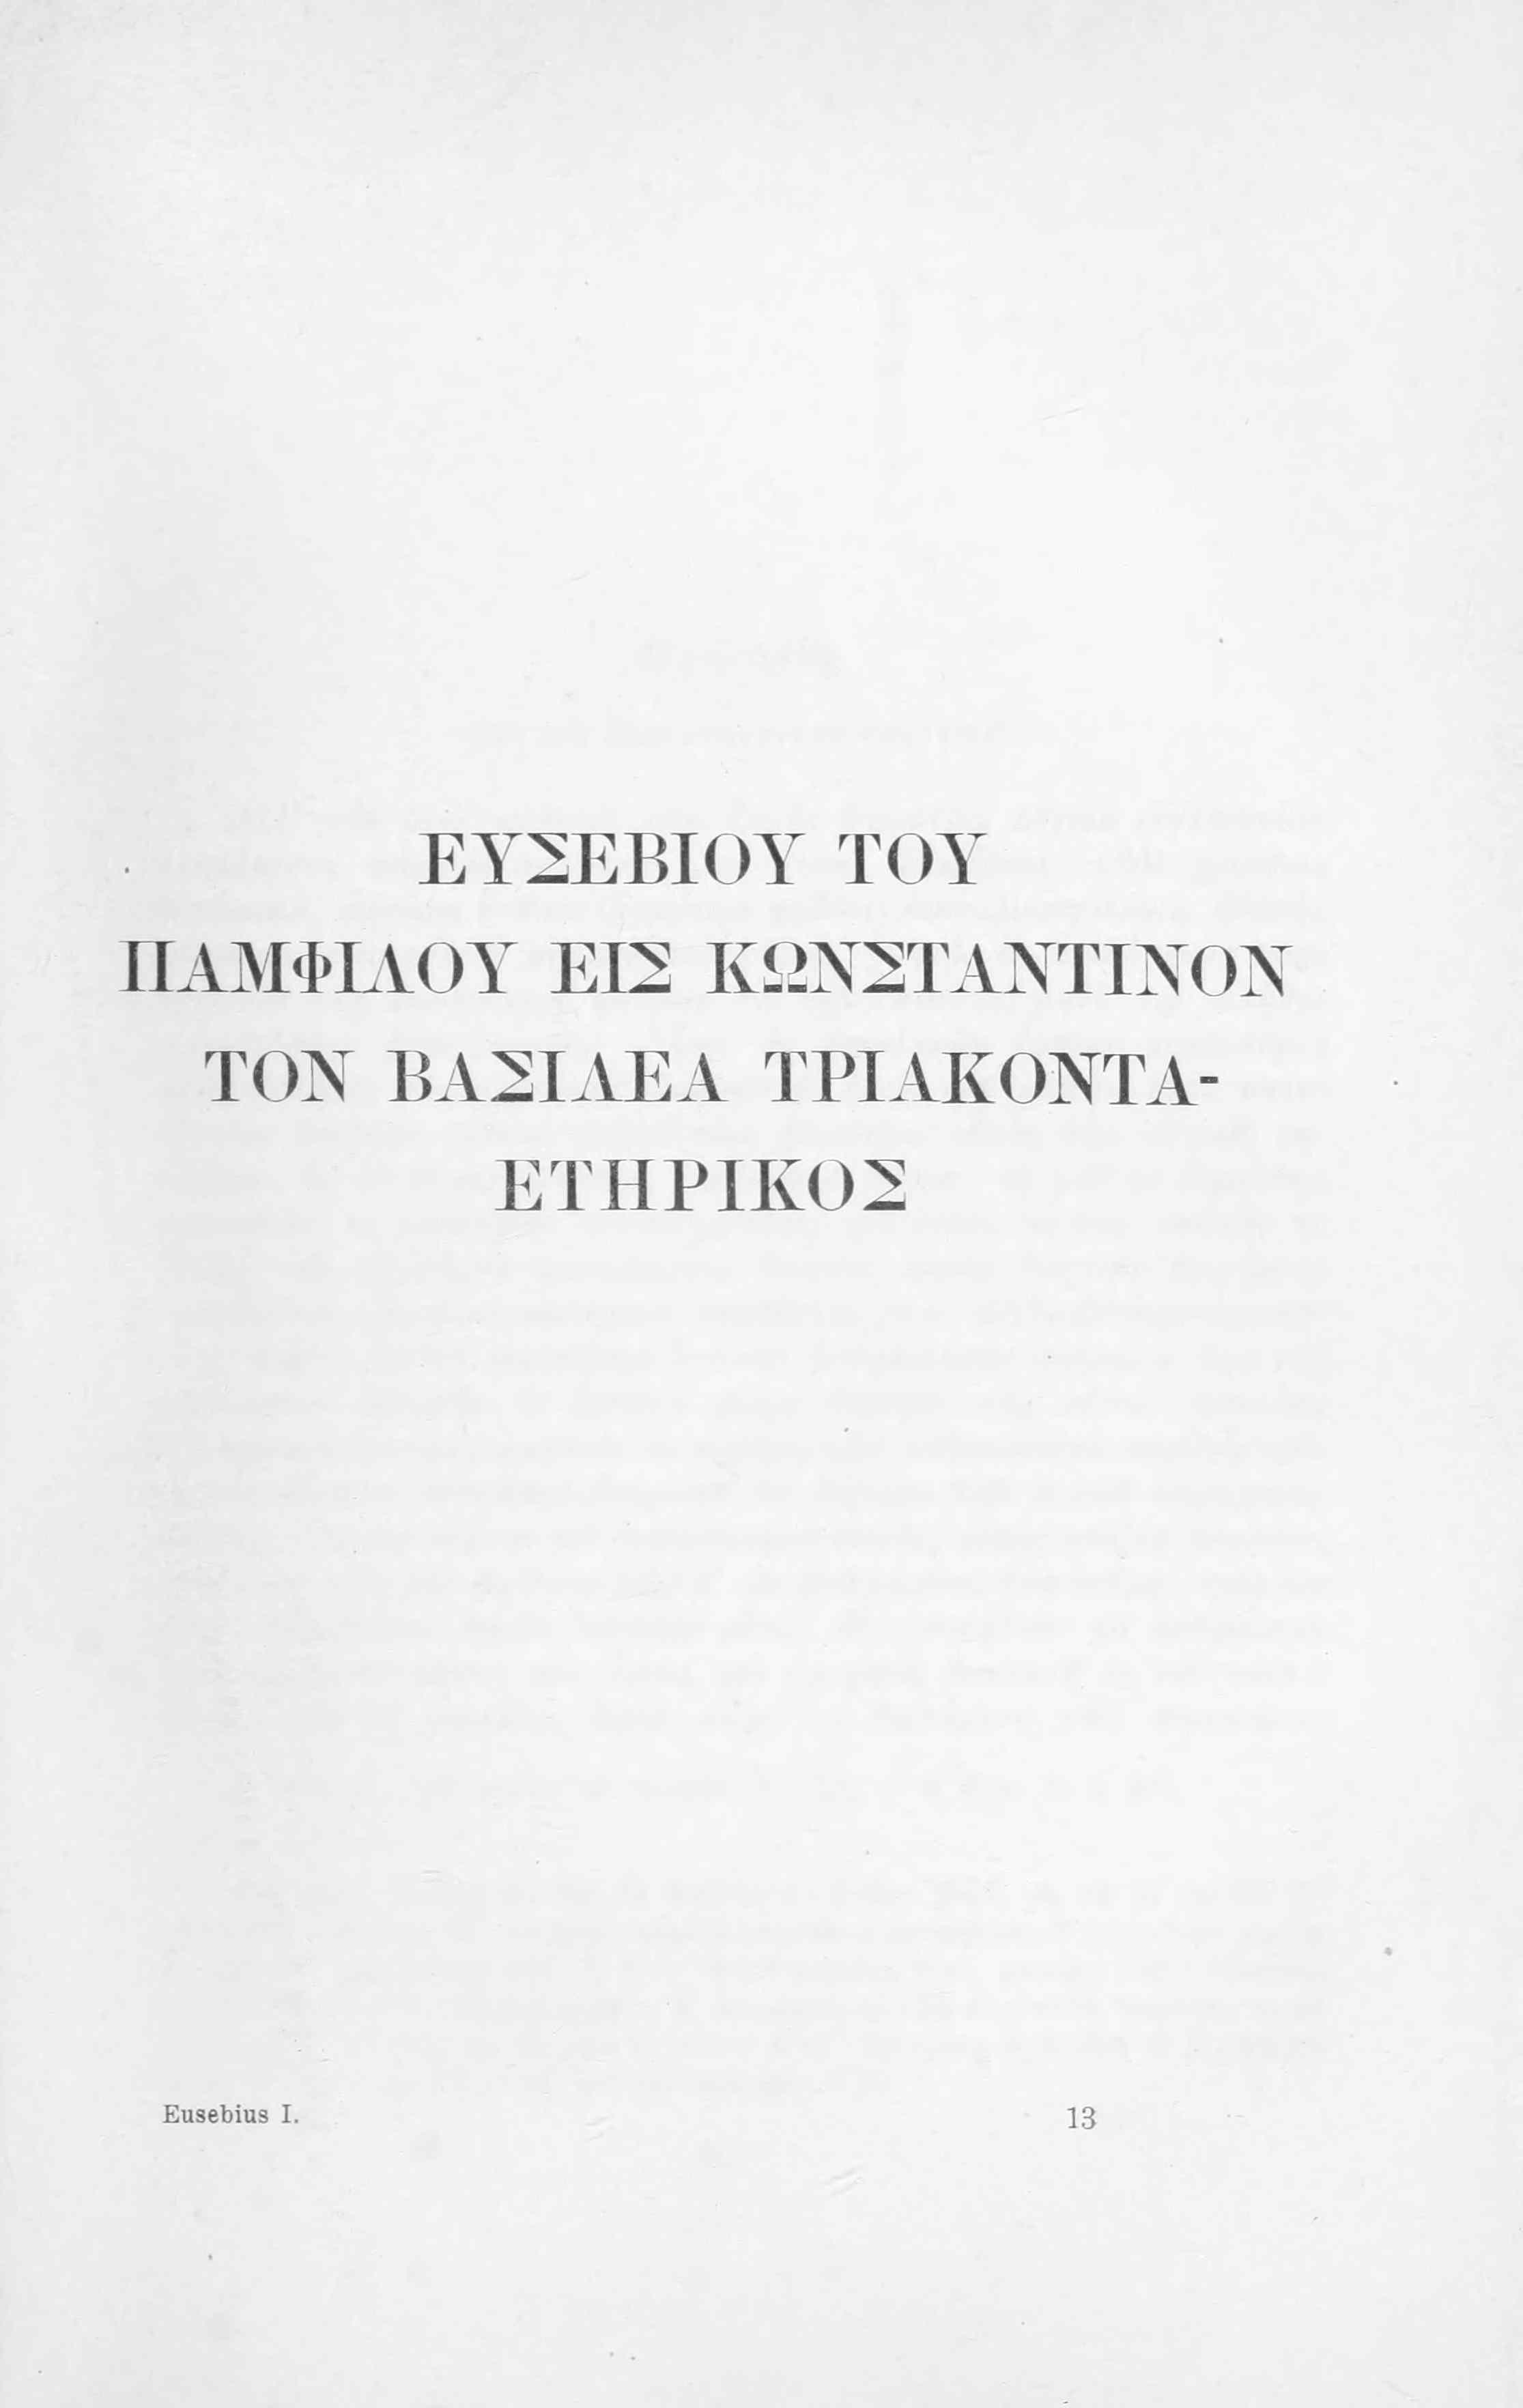 ΕΥΣΕΒΙΟΥ ΤΟΥ
ΠΑΜΦΙΛΟΥ ΕΙΣ ΚΩΝΣΤΑΝΤΙΝΟΝ
ΤΟΝ ΒΑΣΙΛΕΑ ΤΡΙΑΚΟΝΤΑ-
ΕΤΗΡΙΚΟΣ
Eusebius I. 13